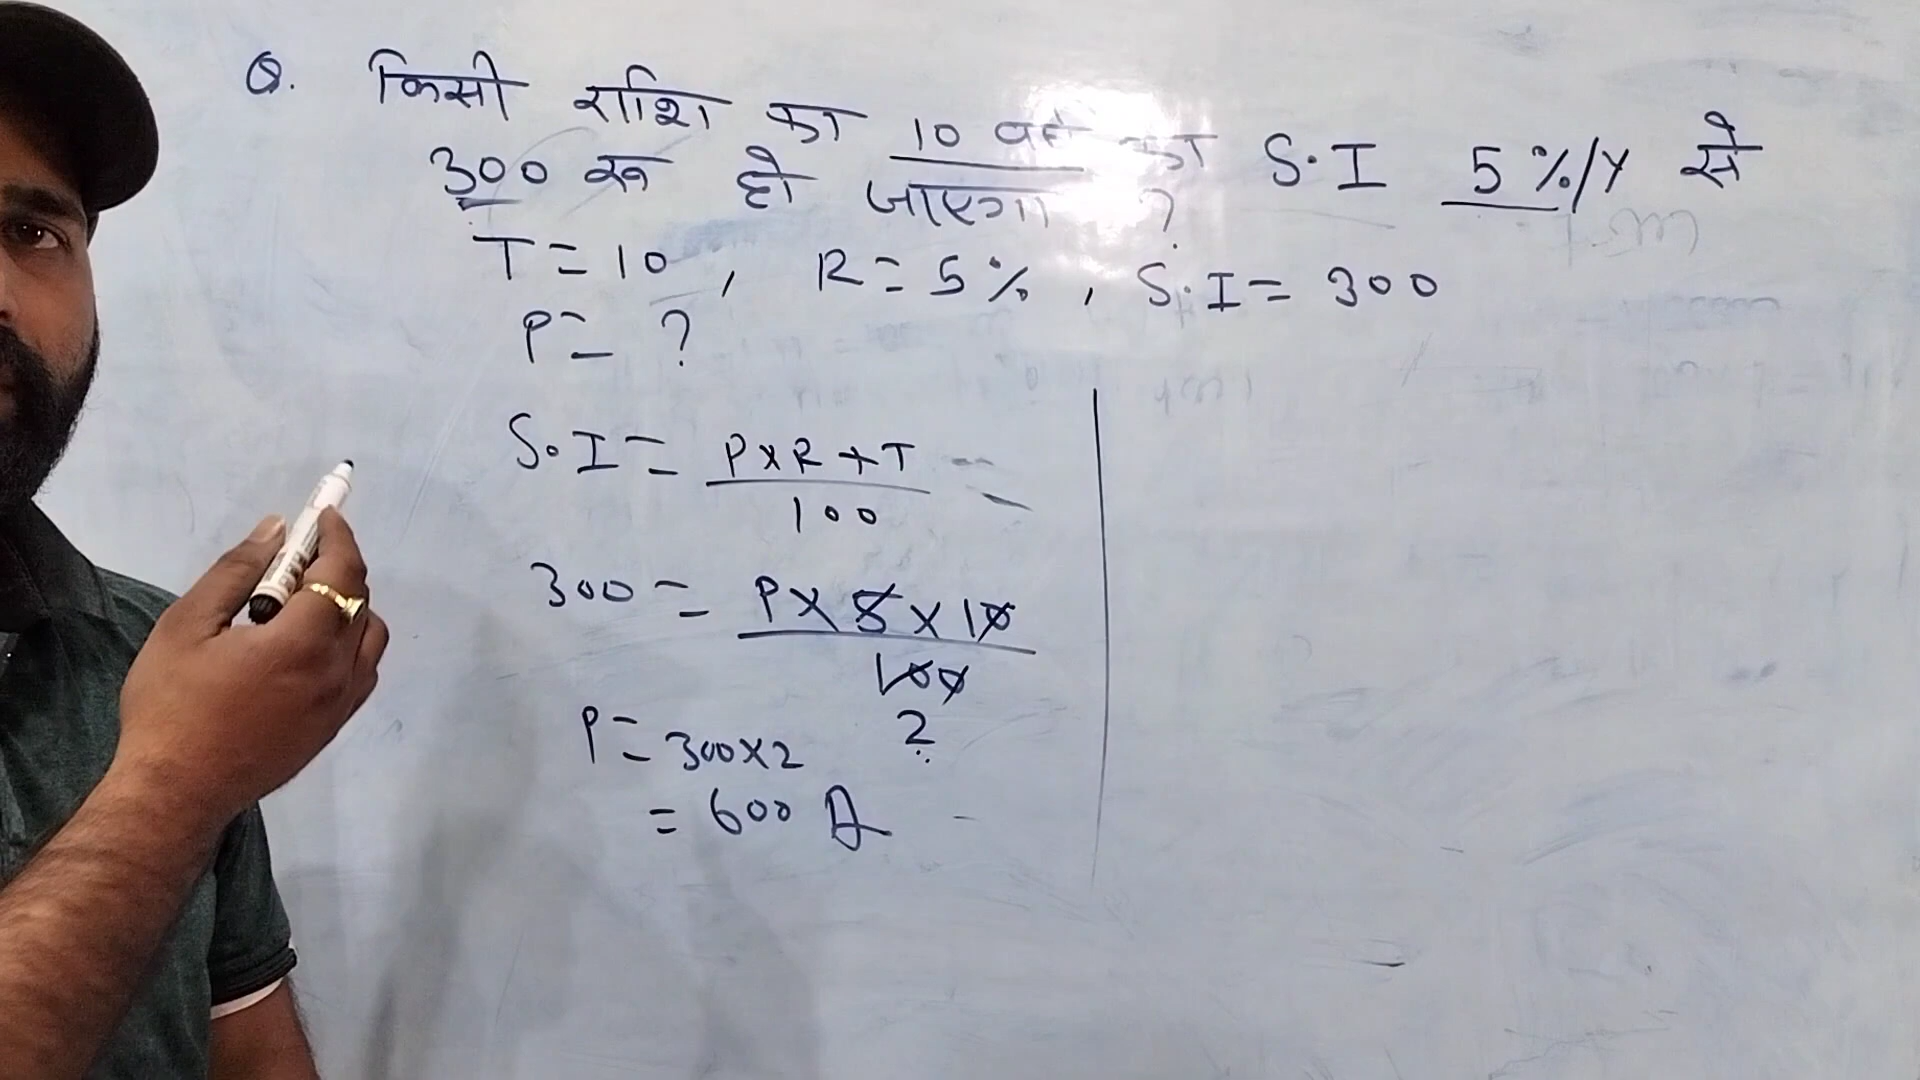 Q. किसी राशि का 10 वर्ष का S.I 5%/Y से
300 रू हो जाएगा ?
T = 10 , R = 5% , S.I = 300
P = ?
S.I = P x R + T
100
300 = P x 5 x 10
100
P = 300 x 2
2
= 600 A